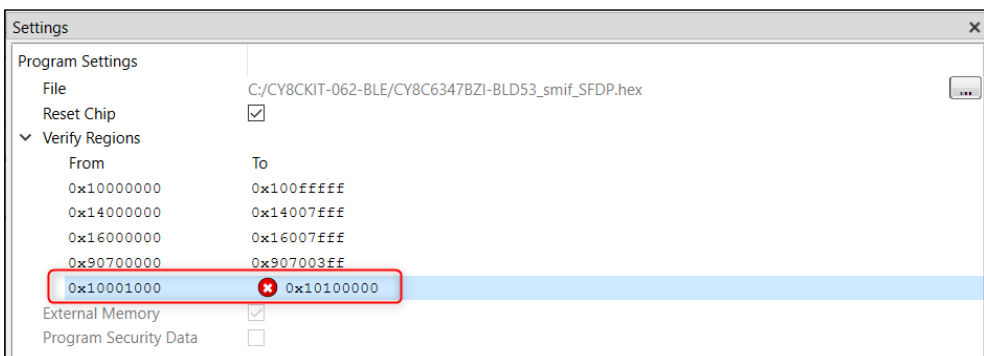 Settings
Program Settings
File C:/CY8CKIT-062-BLE/CY8C6347BZI-BLD53_smif_SFDP.hex ...
Reset Chip
Verify Regions
From To
0x10000000 0x100fffff
0x14000000 0x14007fff
0x16000000 0x16007fff
0x90700000 0x907003ff
0x10001000 0x10100000
External Memory
Program Security Data